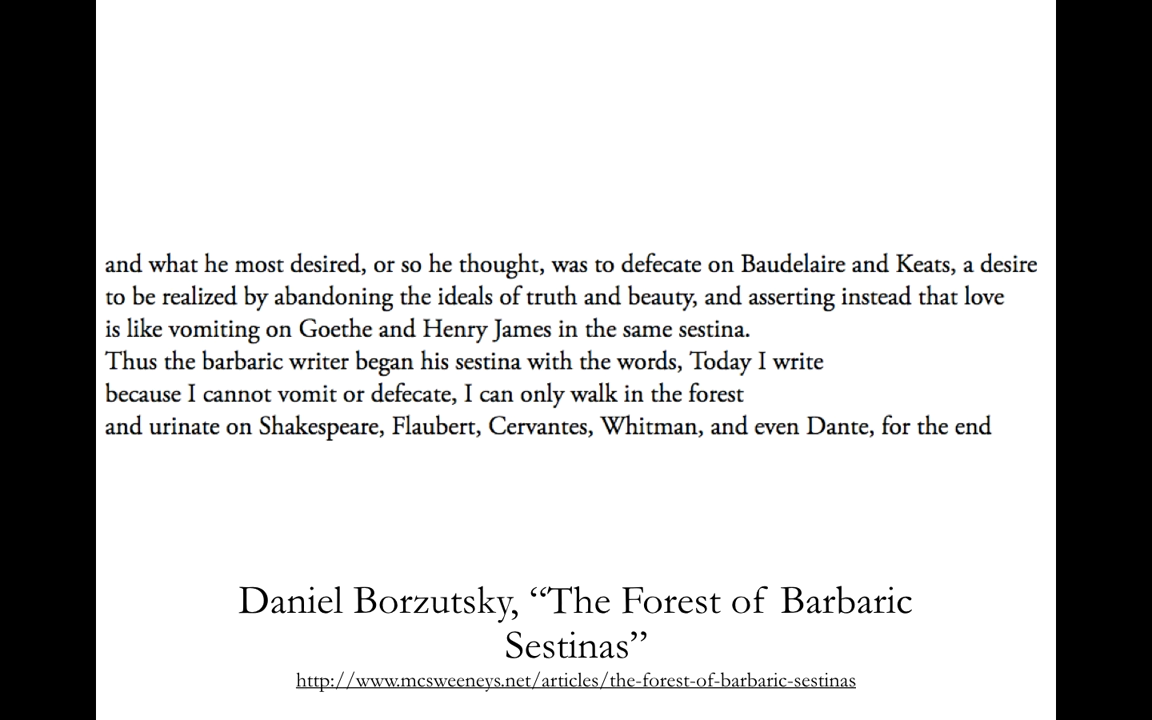 and what he most desired, or so he thought, was to defecate on Baudelaire and Keats, a desire
to be realized by abandoning the ideals of truth and beauty, and asserting instead that love
is like vomiting on Goethe and Henry James in the same sestina.
Thus the barbaric writer began his sestina with the words, Today I write
because I cannot vomit or defecate, I can only walk in the forest
and urinate on Shakespeare, Flaubert, Cervantes, Whitman, and even Dante, for the end
Daniel Borzutsky, “The Forest of Barbaric
Sestinas”
http://www.mcsweeneys.net/articles/the-forest-of-barbaric-sestinas